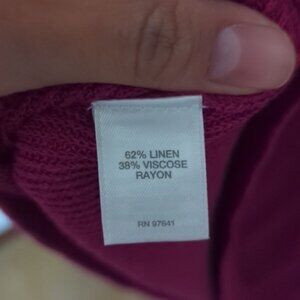 62% LINEN
38% VISCOSE
RAYON
RN 97641